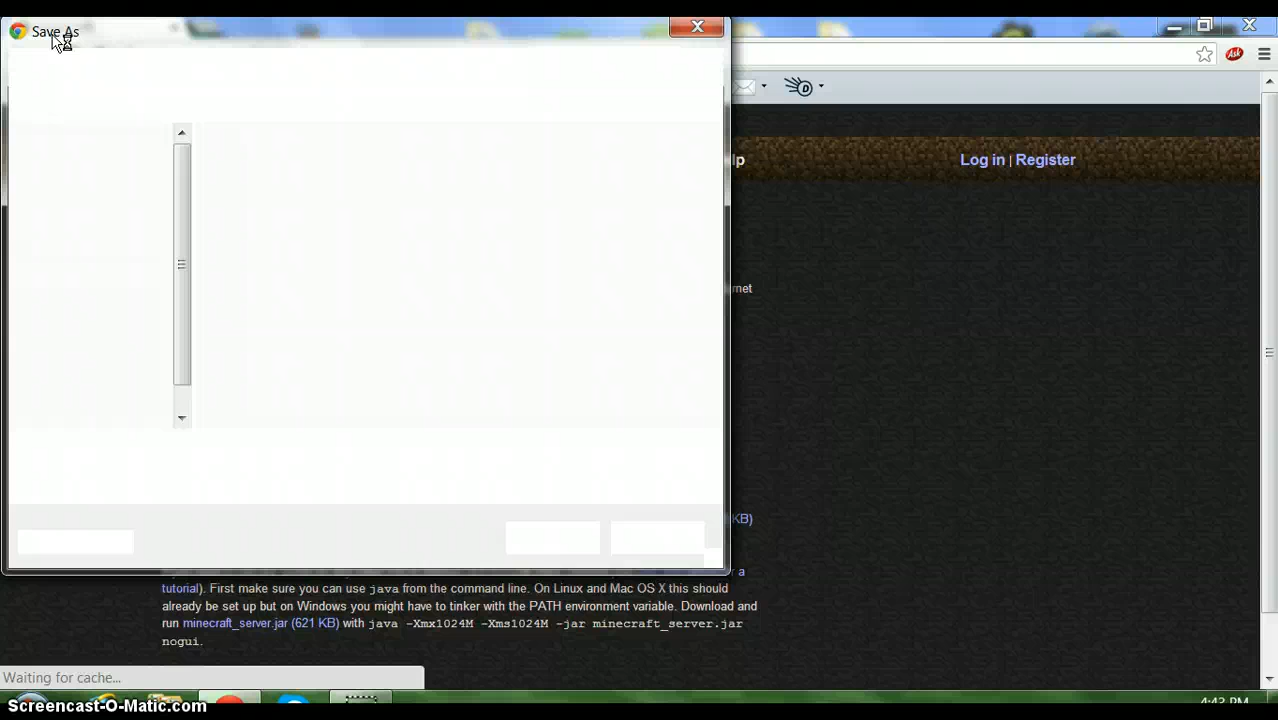 Save As
Ask
D
lp
Log in | Register
rnet
KB)
r a
tutorial). First make sure you can use java from the command line. On Linux and Mac OS X this should
already be set up but on Windows you might have to tinker with the PATH environment variable. Download and
run minecraft_server.jar (621 KB) with java -Xmx1024M -Xms1024M -jar minecraft_server.jar
nogui.
Waiting for cache...
4:43 PM
Screencast-O-Matic.com